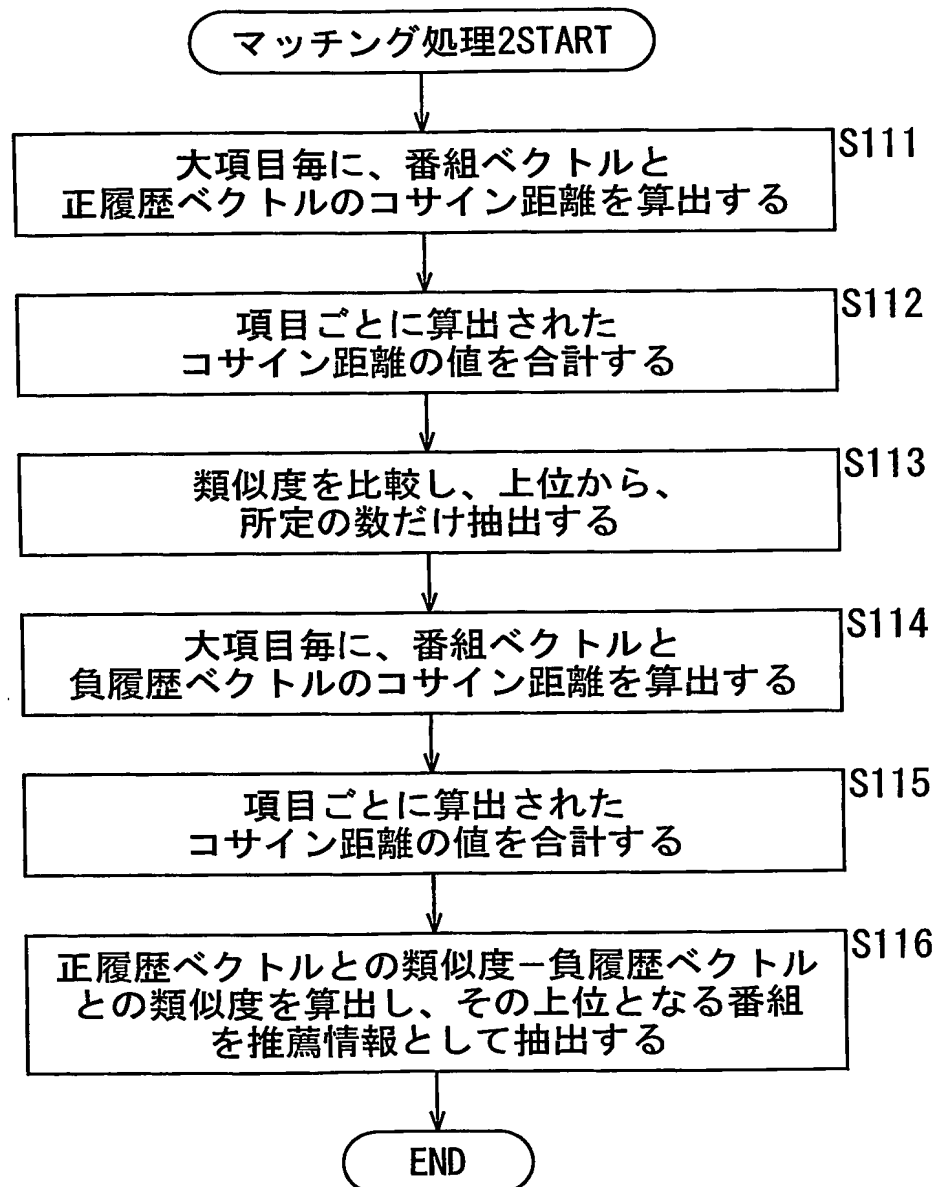 マッチング処理2START
S111
大項目毎に、番組ベクトルと
正履歴ベクトルのコサイン距離を算出する
S112
項目ごとに算出された
コサイン距離の値を合計する
S113
類似度を比較し、上位から、
所定の数だけ抽出する
S114
大項目毎に、番組ベクトルと
負履歴ベクトルのコサイン距離を算出する
S115
項目ごとに算出された
コサイン距離の値を合計する
S116
正履歴ベクトルとの類似度−負履歴ベクトル
との類似度を算出し、その上位となる番組
を推薦情報として抽出する
END